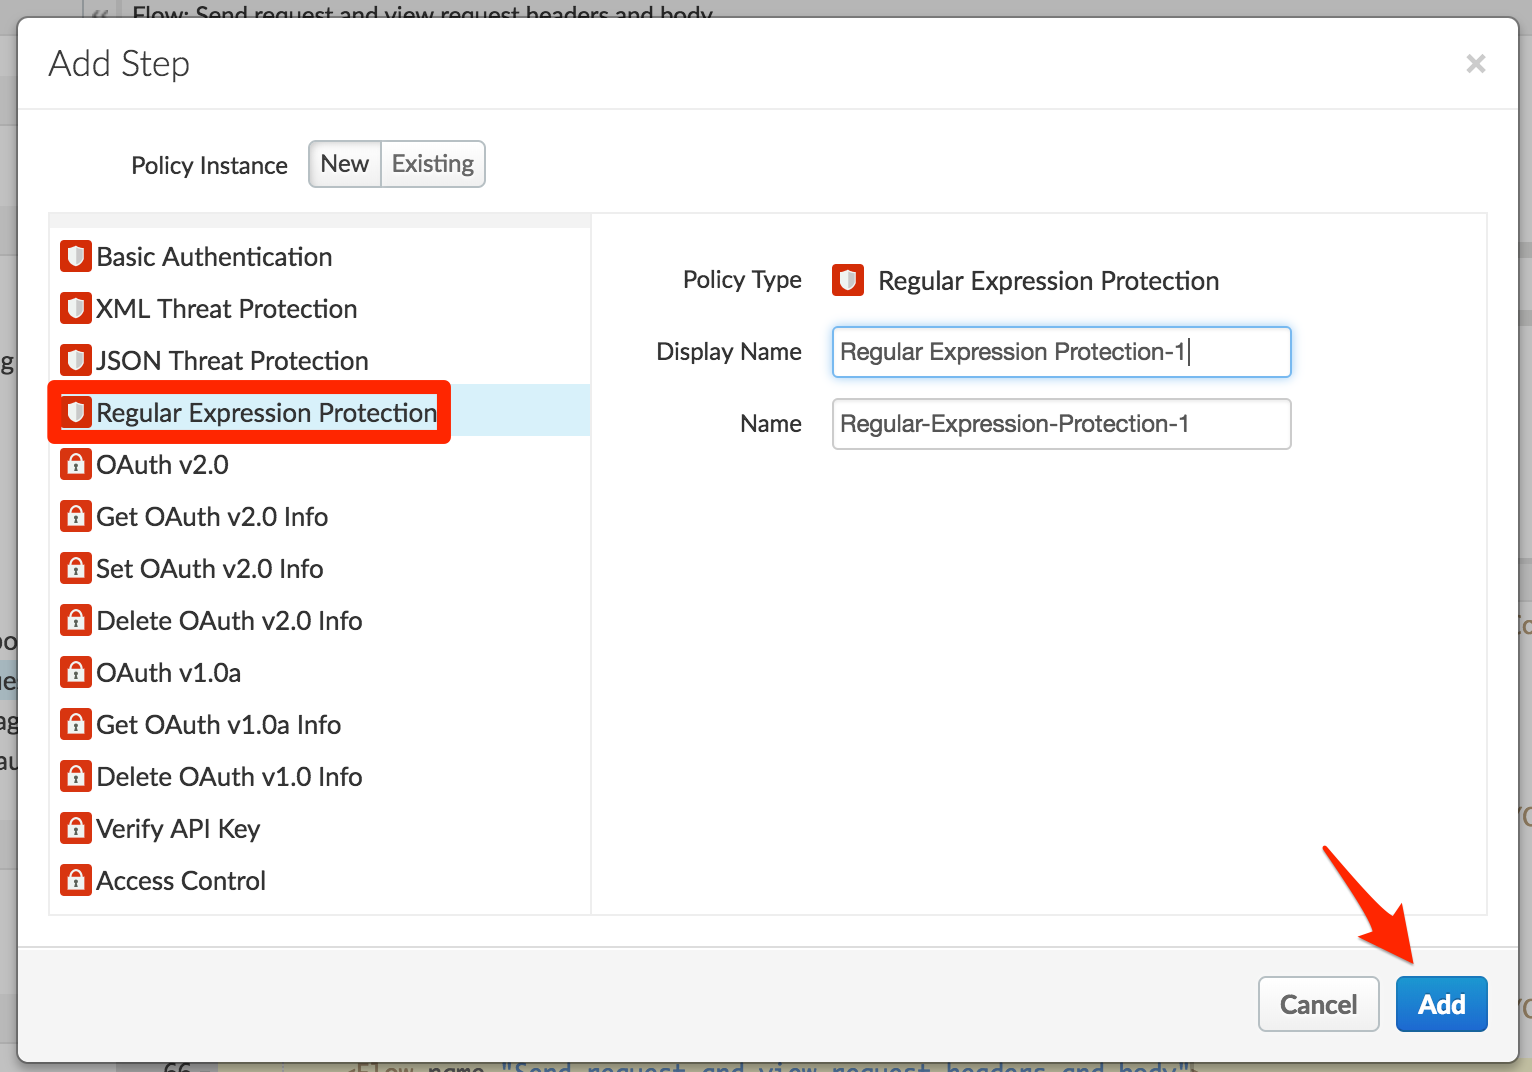 Flow: Send request and view request headers and body
Add Step
×
Policy Instance New Existing
Basic Authentication
XML Threat Protection
JSON Threat Protection
Regular Expression Protection
OAuth v2.0
Get OAuth v2.0 Info
Set OAuth v2.0 Info
Delete OAuth v2.0 Info
OAuth v1.0a
Get OAuth v1.0a Info
Delete OAuth v1.0 Info
Verify API Key
Access Control
Policy Type Regular Expression Protection
Display Name Regular Expression Protection-1
Name Regular-Expression-Protection-1
Cancel Add
66 <Flow name="Send request and view request headers and body">